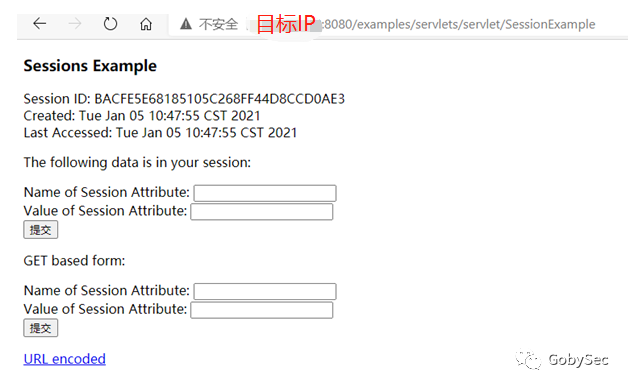 不安全 目标IP:8080/examples/servlets/servlet/SessionExample
Sessions Example
Session ID: BACFE5E68185105C268FF44D8CCD0AE3
Created: Tue Jan 05 10:47:55 CST 2021
Last Accessed: Tue Jan 05 10:47:55 CST 2021
The following data is in your session:
Name of Session Attribute:
Value of Session Attribute:
提交
GET based form:
Name of Session Attribute:
Value of Session Attribute:
提交
URL encoded
GobySec